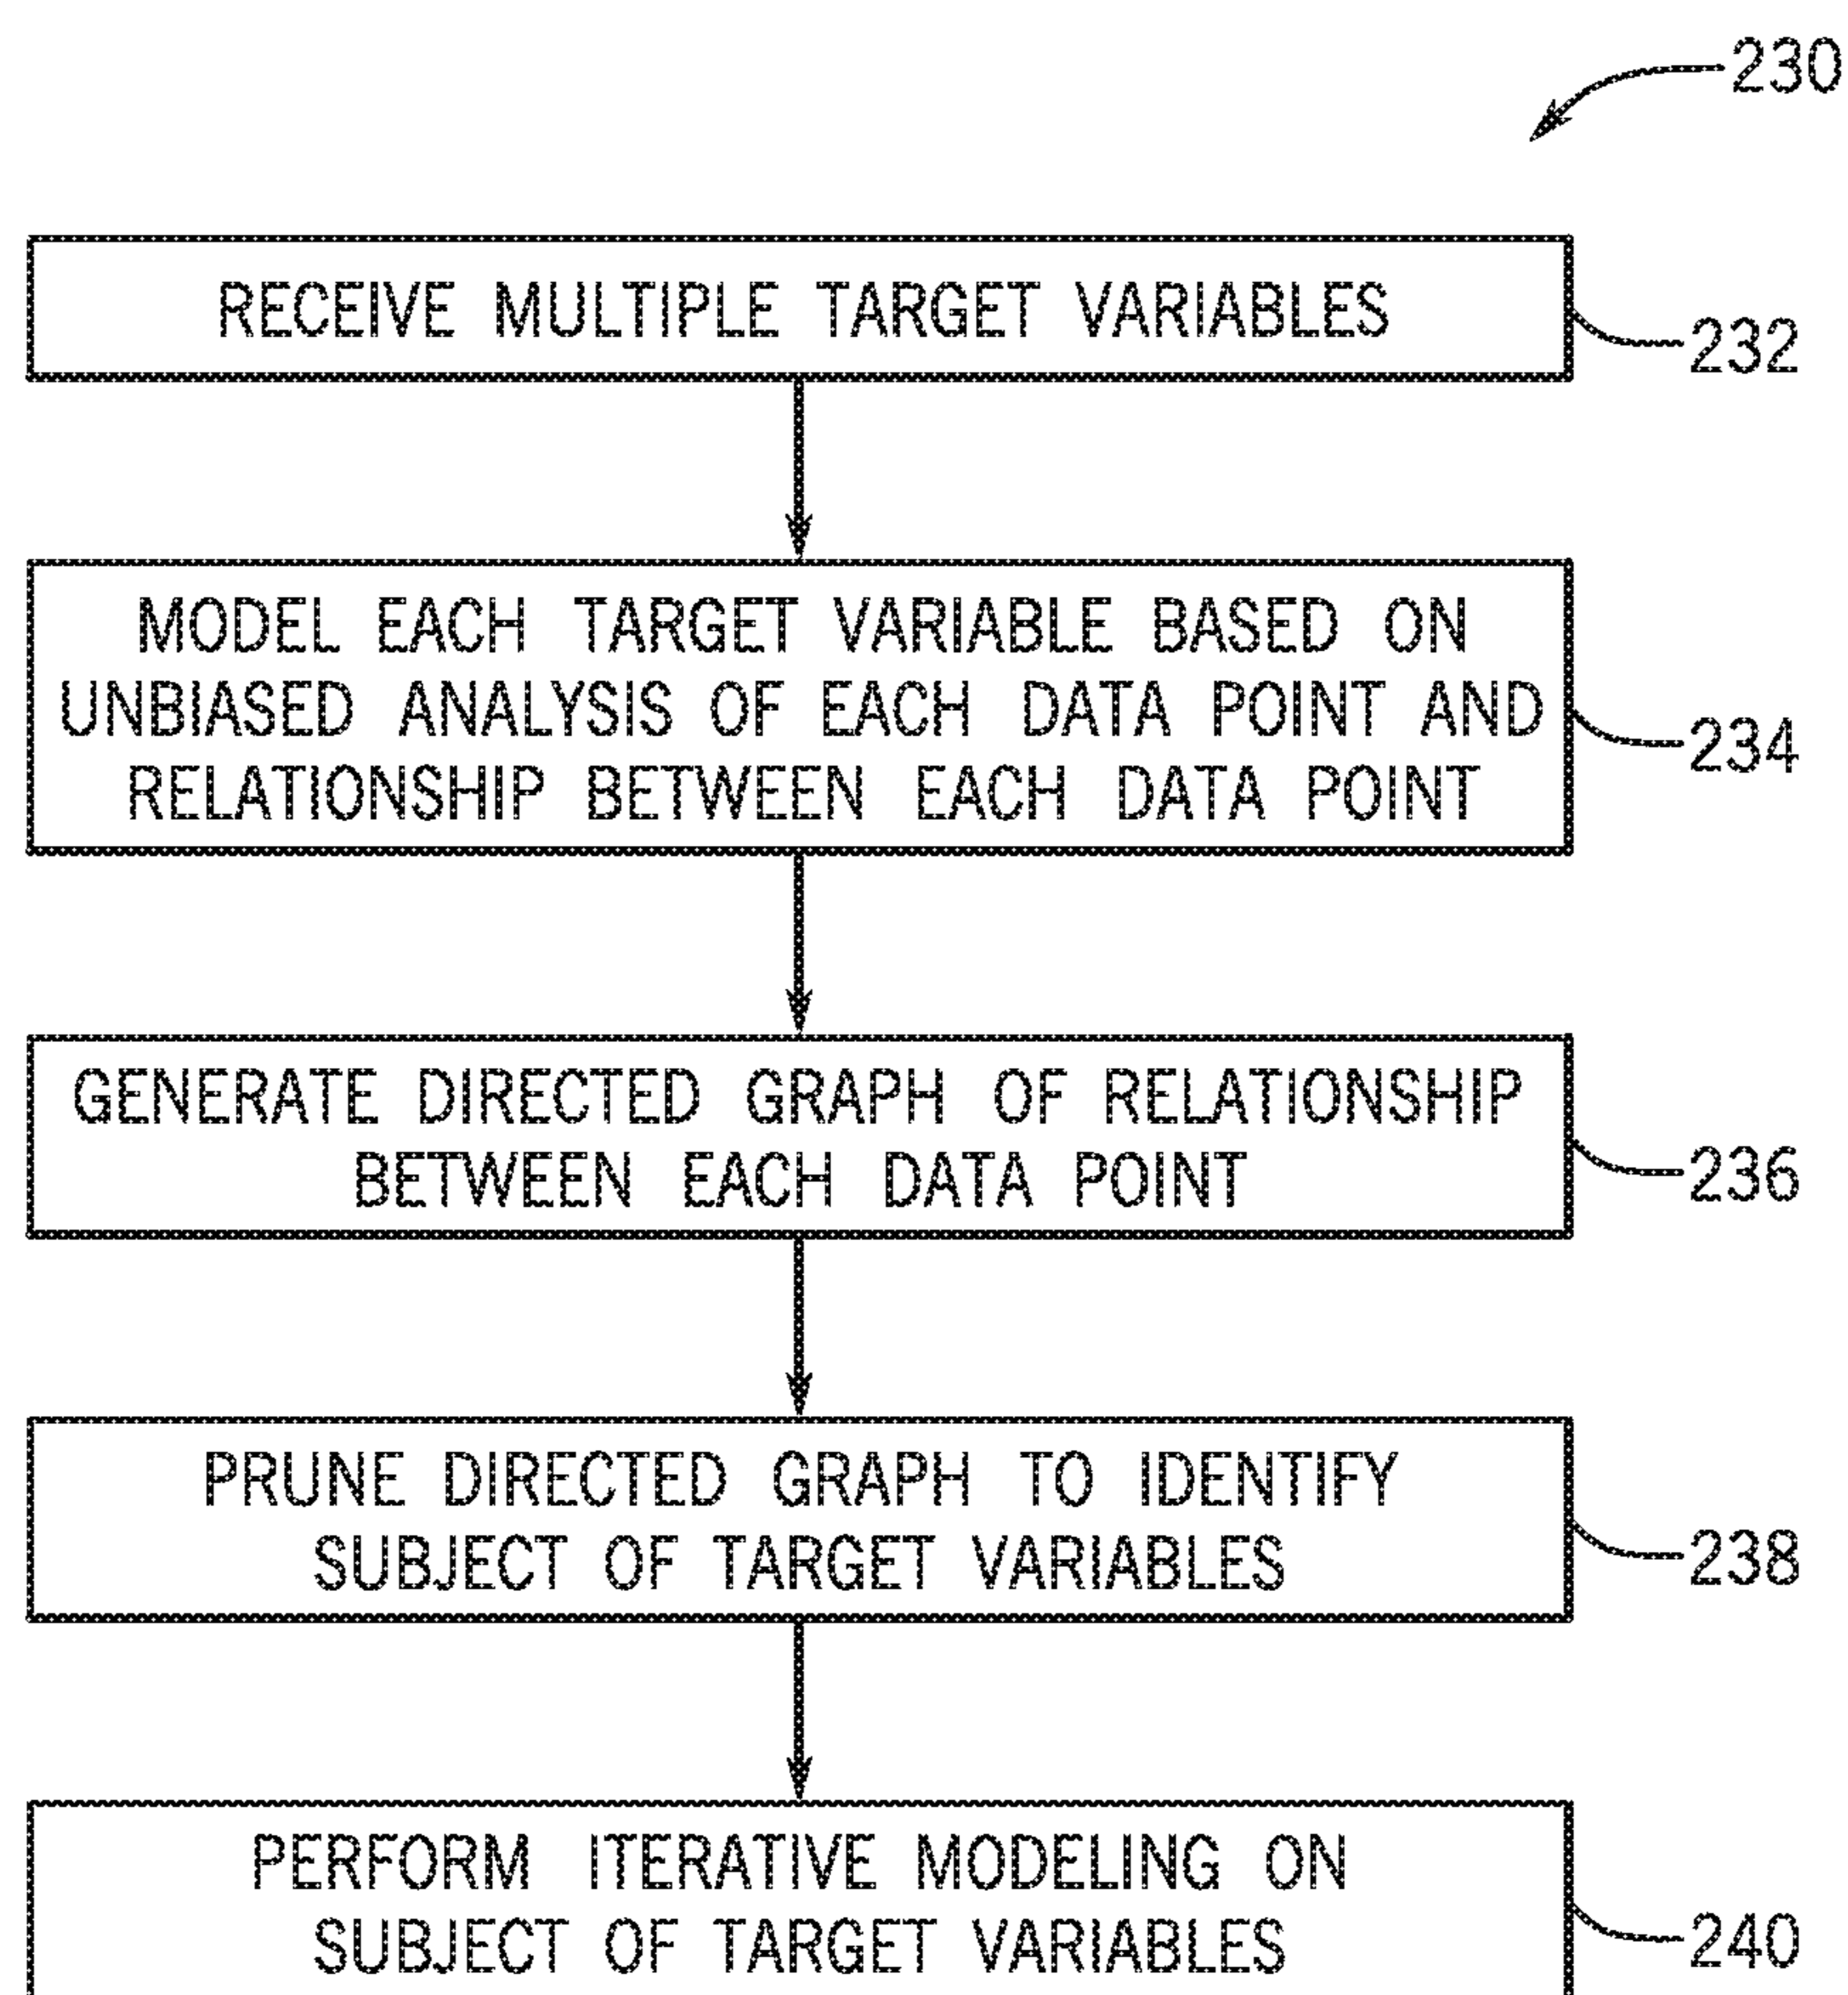 230
RECEIVE MULTIPLE TARGET VARIABLES
232
MODEL EACH TARGET VARIABLE BASED ON
UNBIASED ANALYSIS OF EACH DATA POINT AND
RELATIONSHIP BETWEEN EACH DATA POINT
234
GENERATE DIRECTED GRAPH OF RELATIONSHIP
BETWEEN EACH DATA POINT
236
PRUNE DIRECTED GRAPH TO IDENTIFY
SUBJECT OF TARGET VARIABLES
238
PERFORM ITERATIVE MODELING ON
SUBJECT OF TARGET VARIABLES
240